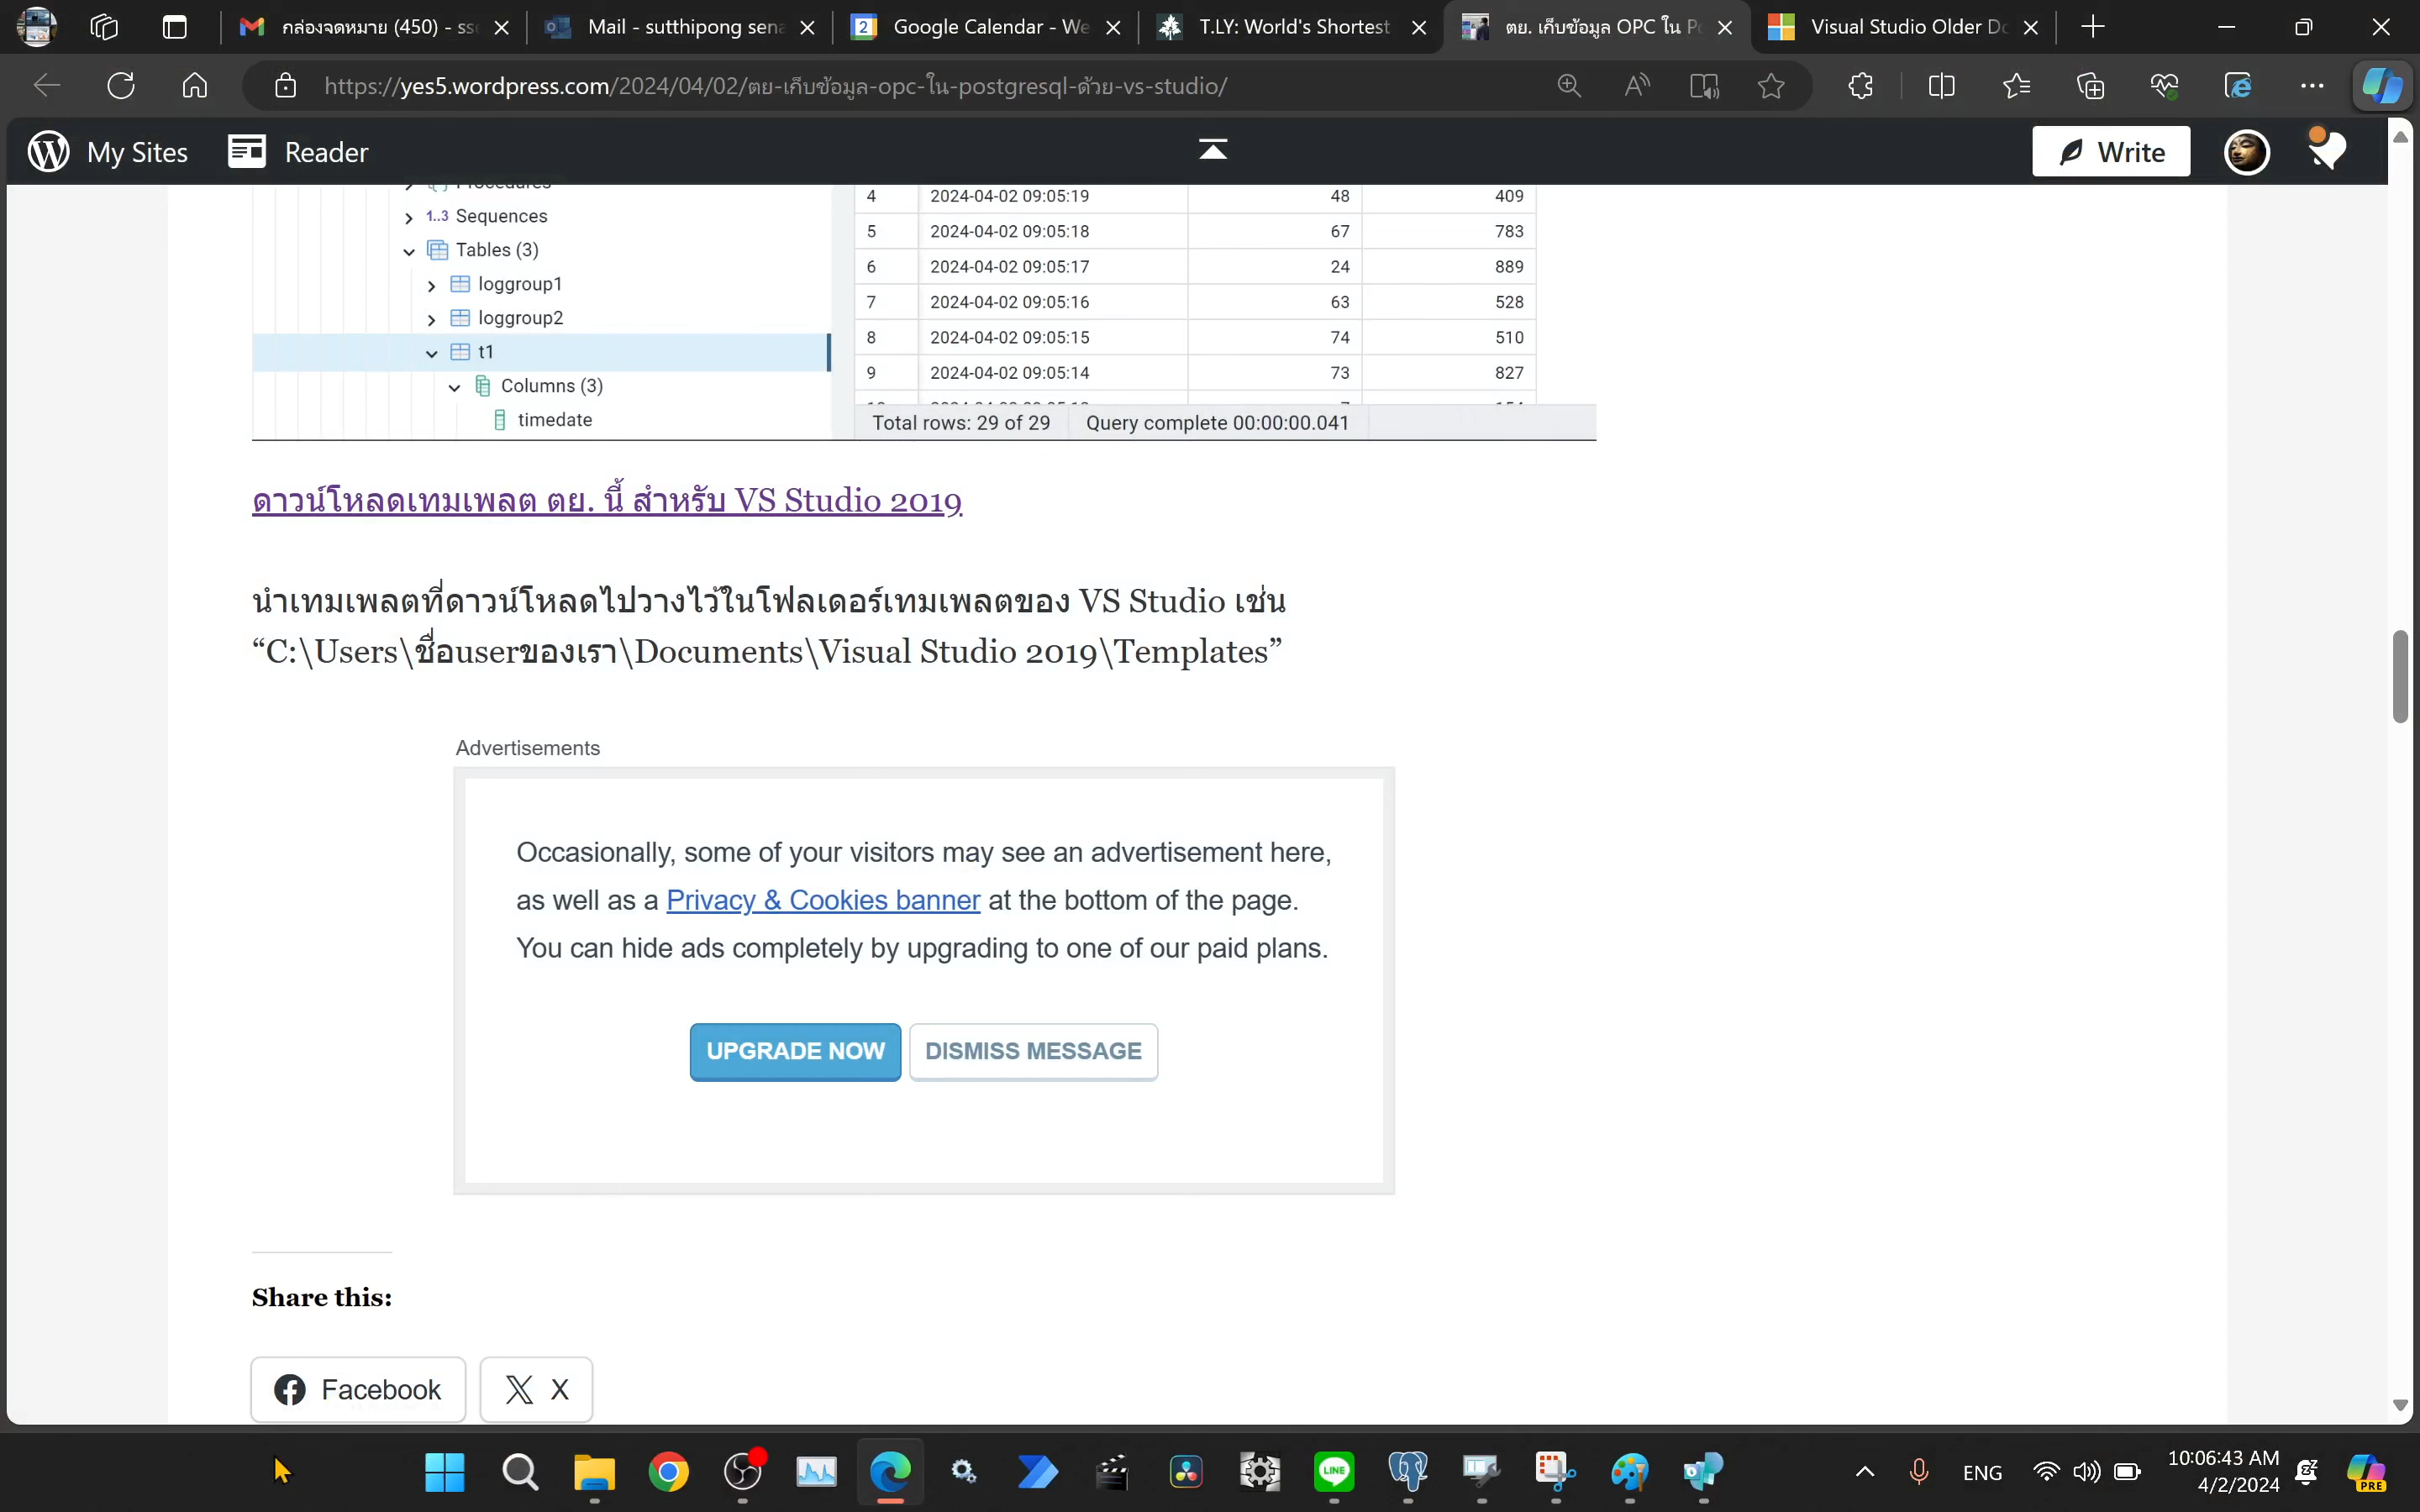 กล่องจดหมาย (450) - sse
Mail - sutthipong sena
Google Calendar - We
T.LY: World's Shortest
ตย. เก็บข้อมูล OPC ใน P
Visual Studio Older Do
https://yes5.wordpress.com/2024/04/02/ตย-เก็บข้อมูล-opc-ใน-postgresql-ด้วย-vs-studio/
My Sites
Reader
Write
Procedures
Sequences
Tables (3)
loggroup1
loggroup2
t1
Columns (3)
timedate
4 2024-04-02 09:05:19 48 409
5 2024-04-02 09:05:18 67 783
6 2024-04-02 09:05:17 24 889
7 2024-04-02 09:05:16 63 528
8 2024-04-02 09:05:15 74 510
9 2024-04-02 09:05:14 73 827
Total rows: 29 of 29 Query complete 00:00:00.041
ดาวน์โหลดเทมเพลต ตย. นี้ สำหรับ VS Studio 2019
นำเทมเพลตที่ดาวน์โหลดไปวางไว้ในโฟลเดอร์เทมเพลตของ VS Studio เช่น
“C:\Users\ชื่อuserของเรา\Documents\Visual Studio 2019\Templates”
Advertisements
Occasionally, some of your visitors may see an advertisement here,
as well as a Privacy & Cookies banner at the bottom of the page.
You can hide ads completely by upgrading to one of our paid plans.
UPGRADE NOW
DISMISS MESSAGE
Share this:
Facebook
X
ENG
10:06:43 AM
4/2/2024
PRE